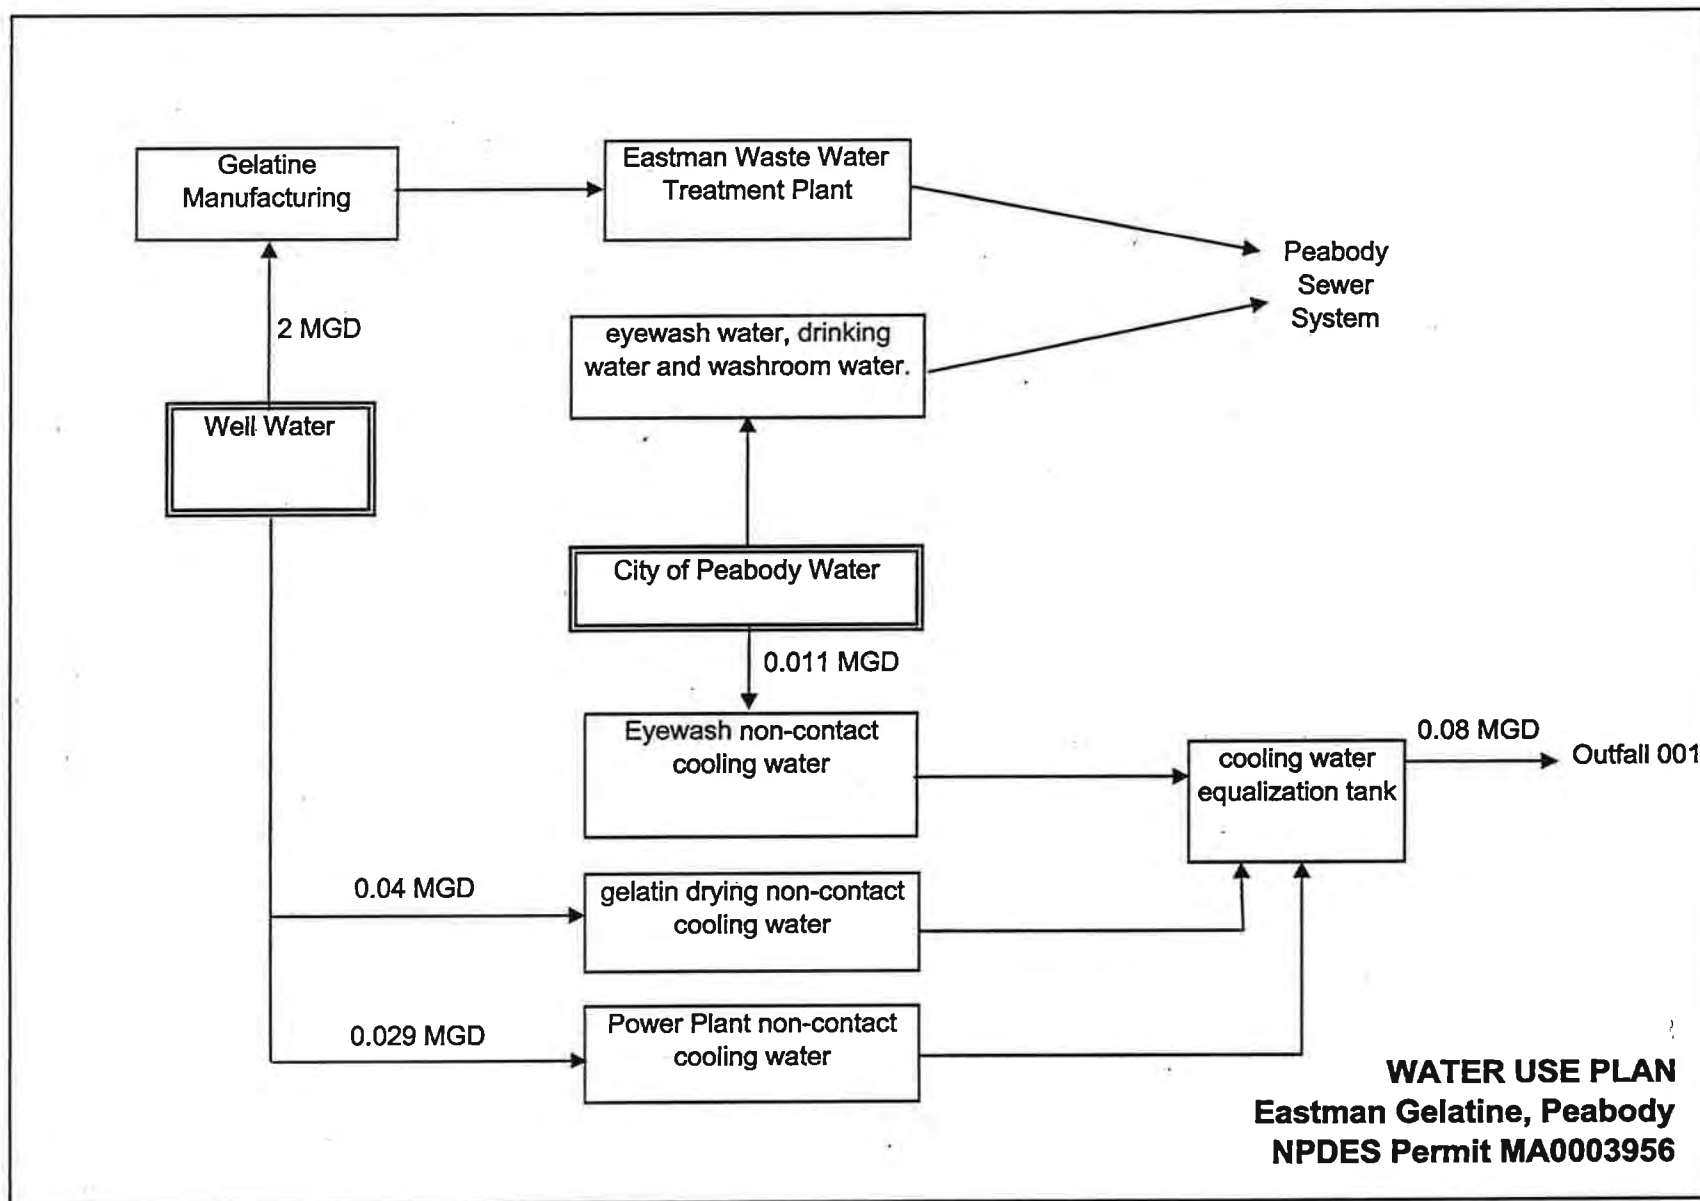 Gelatine
Manufacturing
Eastman Waste Water
Treatment Plant
Peabody
Sewer
System
2 MGD
eyewash water, drinking
water and washroom water.
Well Water
City of Peabody Water
0.011 MGD
Eyewash non-contact
cooling water
0.08 MGD
cooling water
equalization tank
Outfall 001
0.04 MGD
gelatin drying non-contact
cooling water
0.029 MGD
Power Plant non-contact
cooling water
WATER USE PLAN
Eastman Gelatine, Peabody
NPDES Permit MA0003956